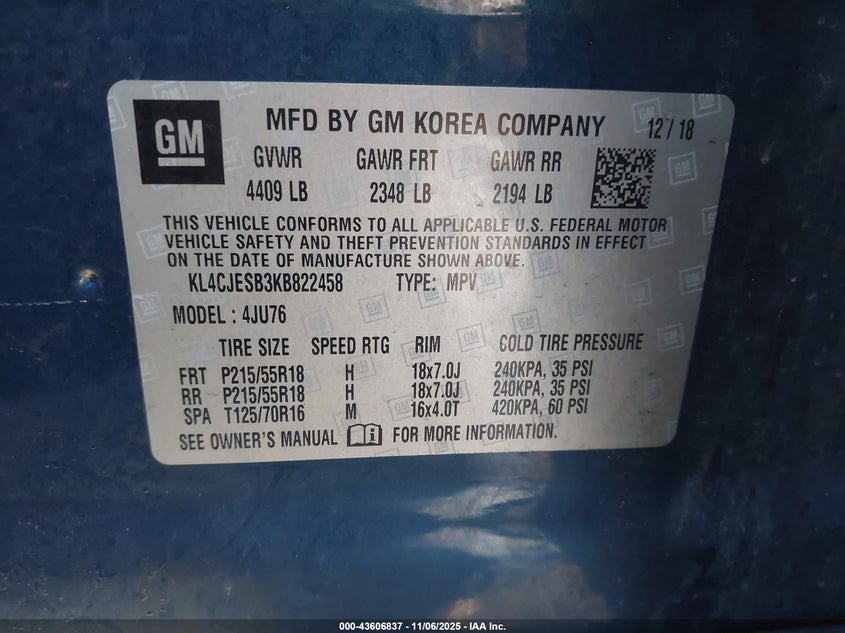 GM
MFD BY GM KOREA COMPANY 12/18
GVWR GAWR FRT GAWR RR
4409 LB 2348 LB 2194 LB
THIS VEHICLE CONFORMS TO ALL APPLICABLE U.S. FEDERAL MOTOR
VEHICLE SAFETY AND THEFT PREVENTION STANDARDS IN EFFECT
ON THE DATE OF MANUFACTURE SHOWN ABOVE.
KL4CJESB3KB822458 TYPE: MPV
MODEL : 4JU76
TIRE SIZE SPEED RTG RIM COLD TIRE PRESSURE
FRT P215/55R18 H 18x7.0J 240KPA, 35 PSI
RR P215/55R18 H 18x7.0J 240KPA, 35 PSI
SPA T125/70R16 M 16x4.0T 420KPA, 60 PSI
SEE OWNER'S MANUAL FOR MORE INFORMATION.
000-43606837 - 11/06/2025 - IAA Inc.